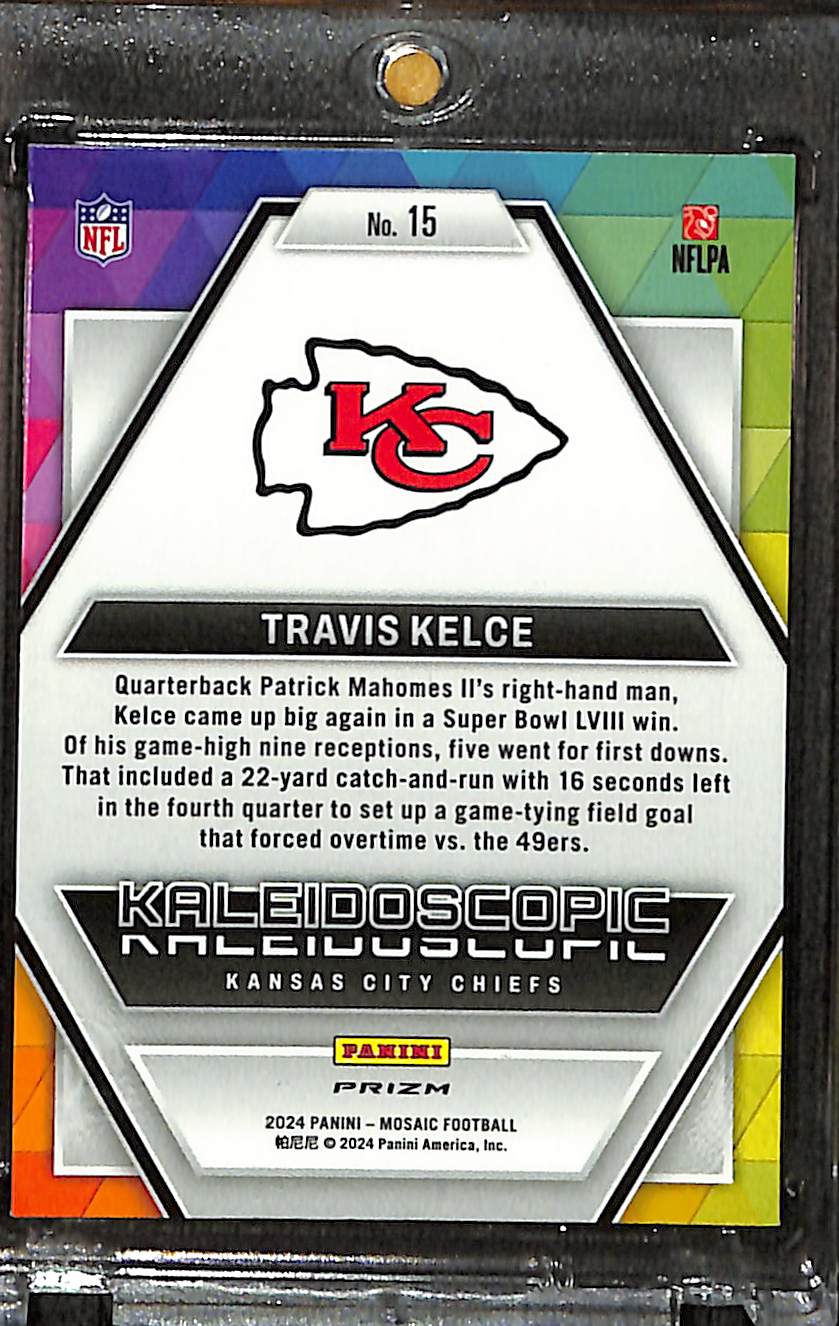 No. 15
NFL
NFLPA
KC
TRAVIS KELCE
Quarterback Patrick Mahomes II's right-hand man,
Kelce came up big again in a Super Bowl LVIII win.
Of his game-high nine receptions, five went for first downs.
That included a 22-yard catch-and-run with 16 seconds left
in the fourth quarter to set up a game-tying field goal
that forced overtime vs. the 49ers.
KALEIDOSCOPIC
KANSAS CITY CHIEFS
PANINI
PRIZM
2024 PANINI – MOSAIC FOOTBALL
帕尼尼 © 2024 Panini America, Inc.